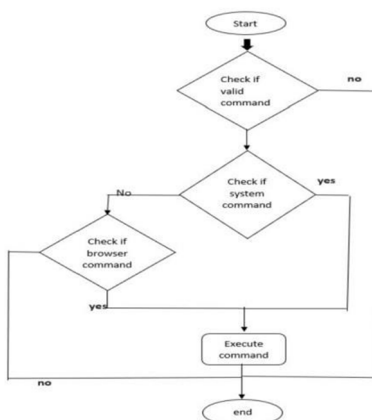 Start
Check if
valid
command
no
Check if
system
command
yes
No
Check if
browser
command
yes
Execute
command
no
end